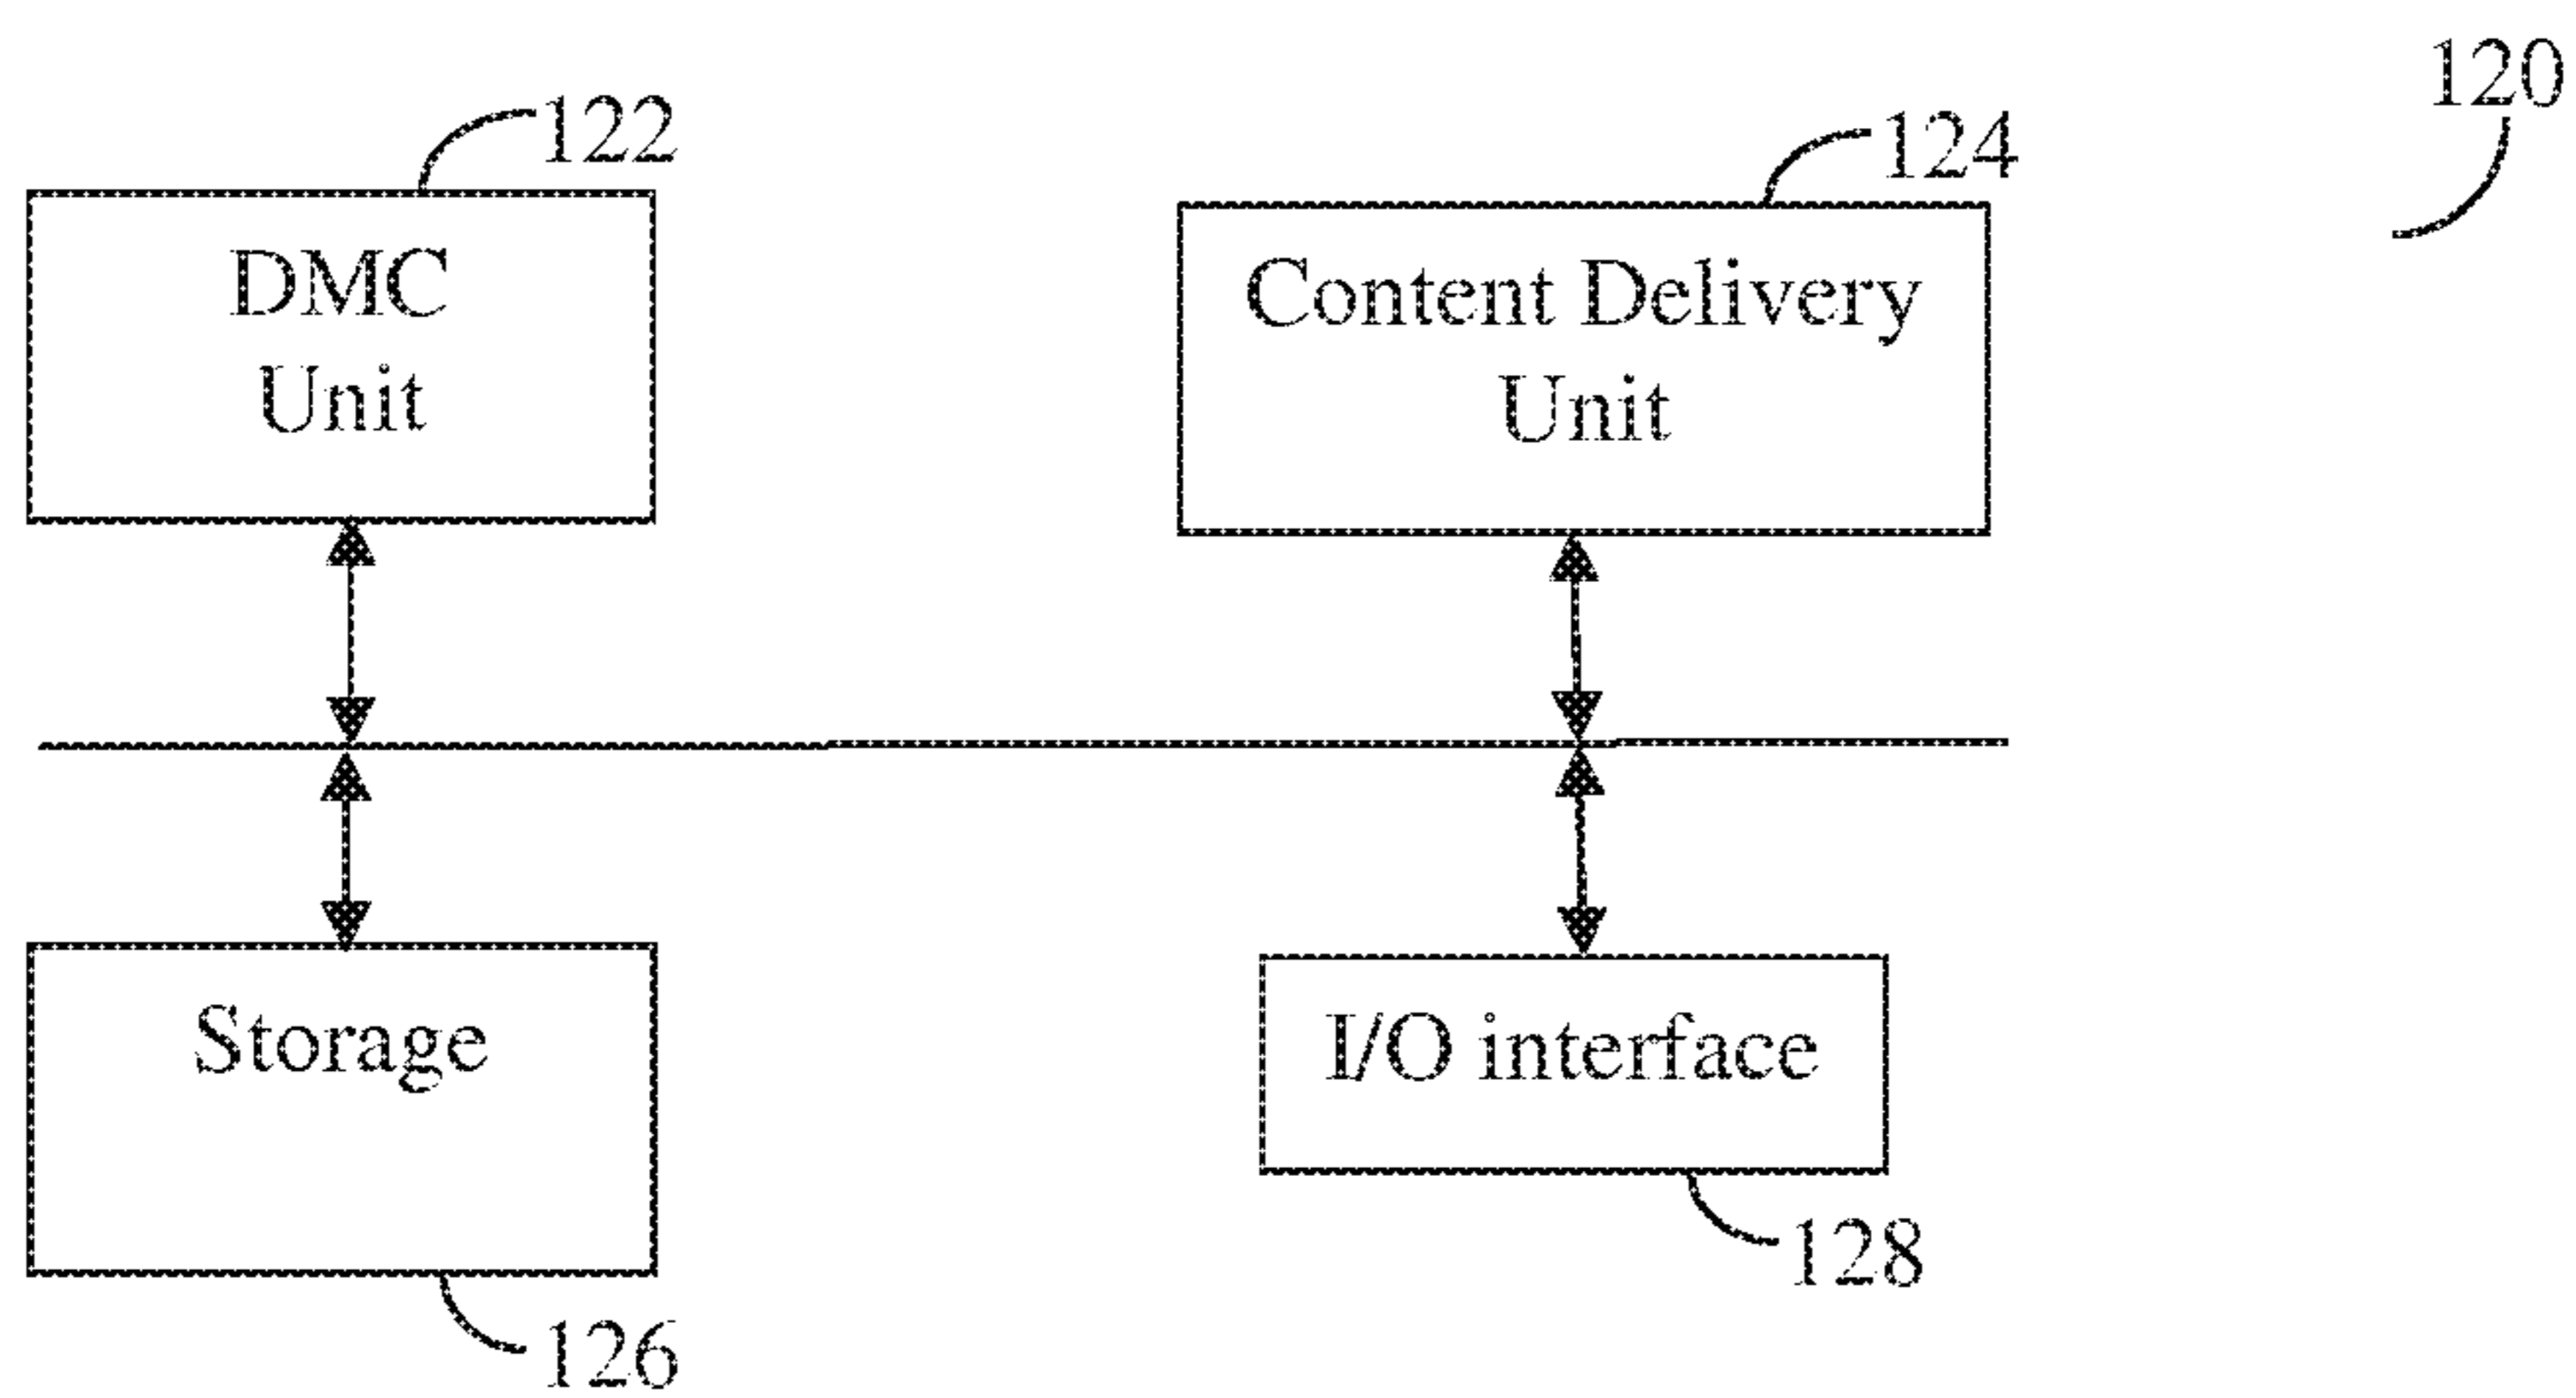 120
122
124
DMC
Unit
Content Delivery
Unit
Storage
I/O interface
128
126